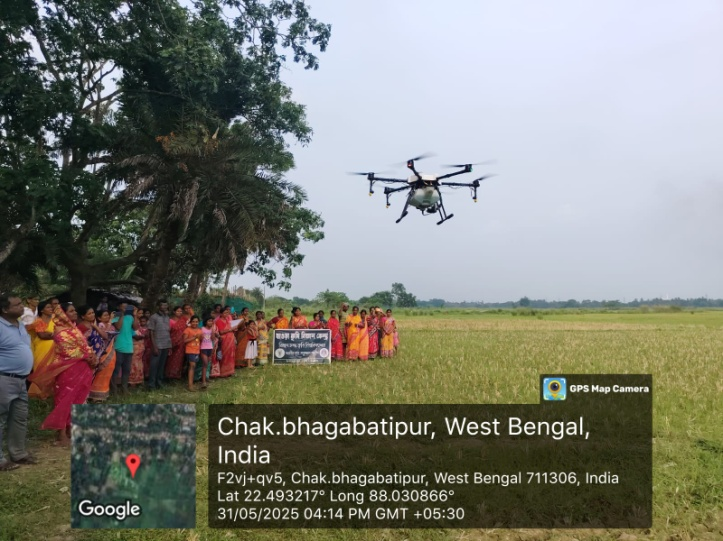 হাওড়া কৃষি বিজ্ঞান কেন্দ্র
GPS Map Camera
Chak.bhagabatipur, West Bengal,
India
F2vj+qv5, Chak.bhagabatipur, West Bengal 711306, India
Lat 22.493217° Long 88.030866°
31/05/2025 04:14 PM GMT +05:30
Google